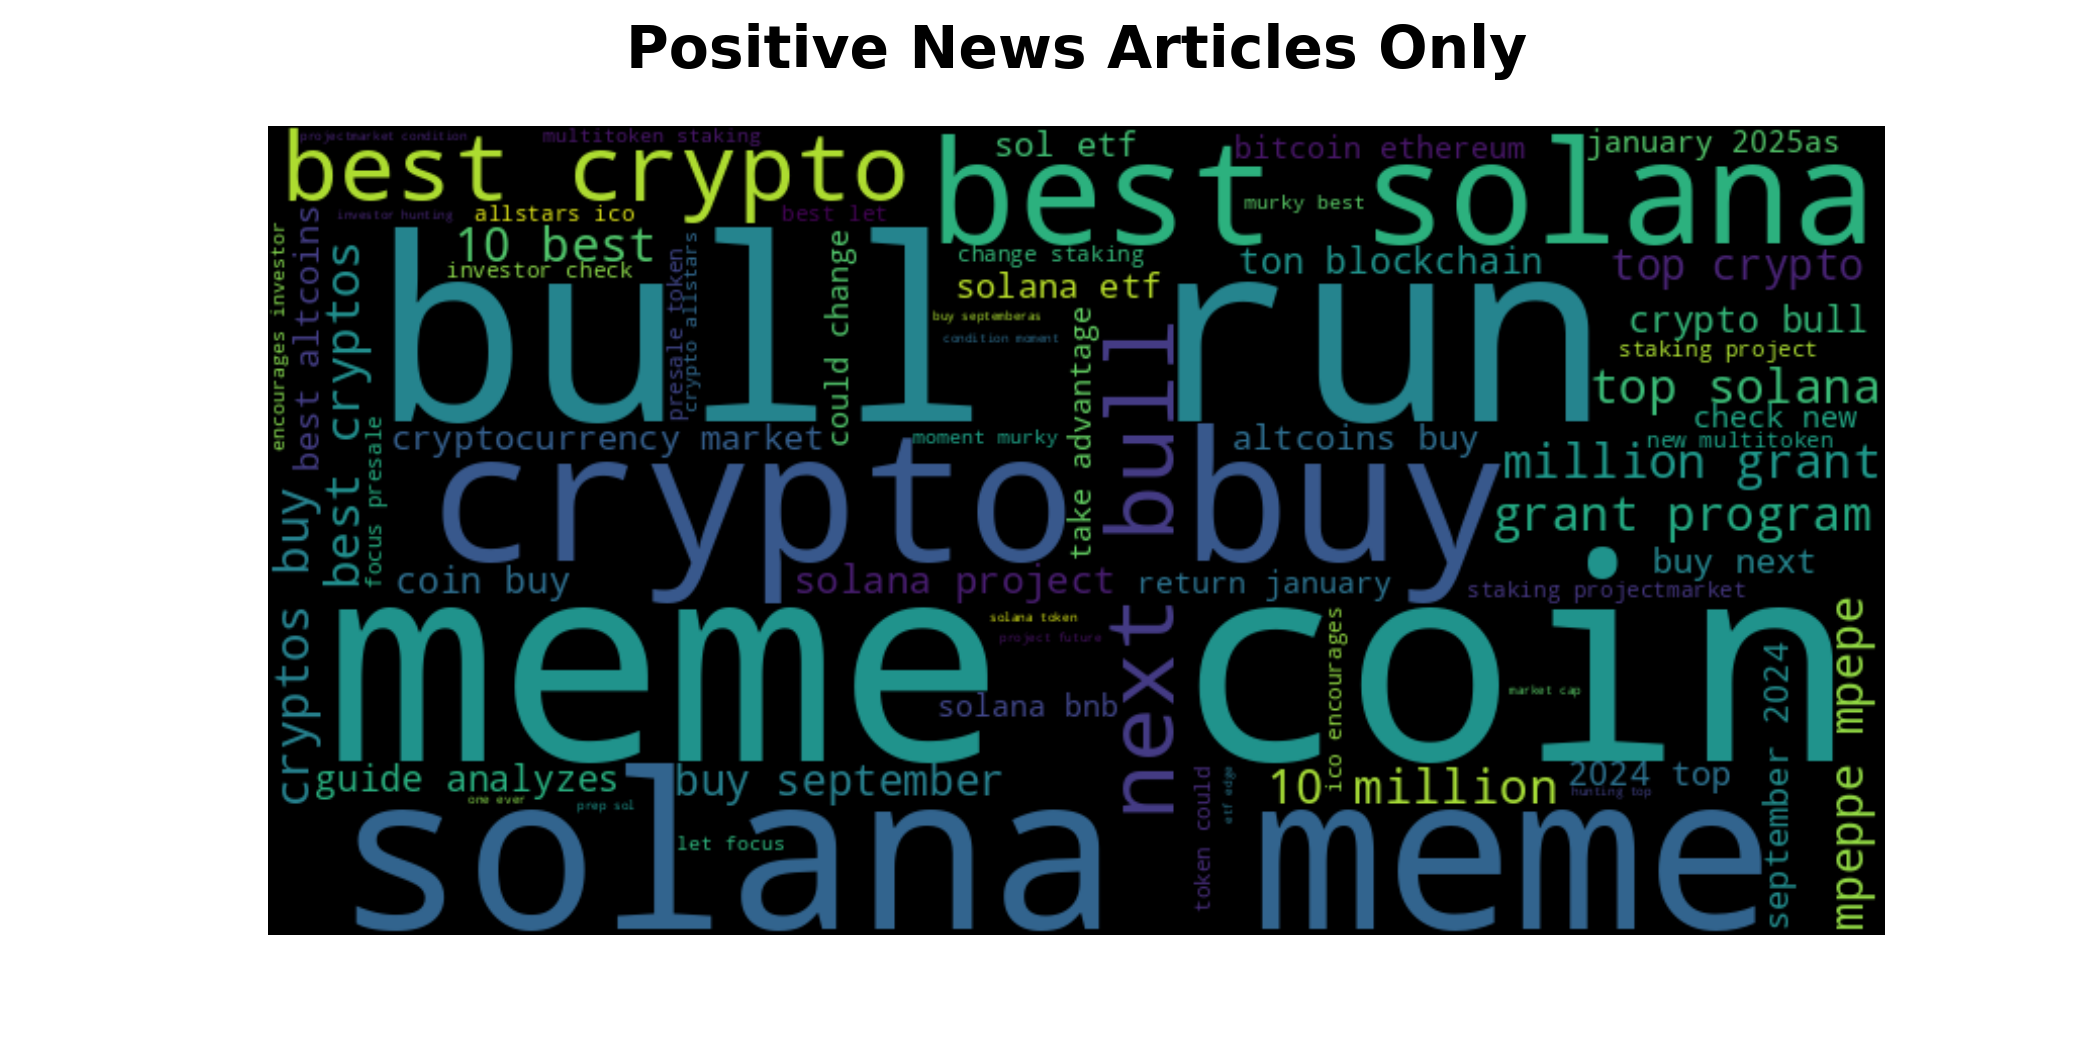 Positive News Articles Only
projectmarket condition
multitoken staking
best crypto
sol etf
best solana
bitcoin ethereum
january 2025as
murky best
investor hunting
allstars ico
best let
10 best
investor check
bull run
change staking
solana etf
buy septemberas
condition moment
ton blockchain
top crypto
crypto bull
staking project
top solana
check new
new multitoken
encourages investor
buy best altcoins
best cryptos
focus presale
presale token
crypto allstars
could change
take advantage
next bull
cryptocurrency market
moment murky
altcoins buy
crypto buy
million grant
grant program
buy next
coin buy
solana project
return january
staking projectmarket
cryptos buy
meme coin
solana token
project future
solana bnb
ico encourages
market cap
september 2024
mpeppe mpepe
guide analyzes
buy september
one ever
prep sol
10 million
2024 top
hunting top
token could
etf edge
let focus
solana meme